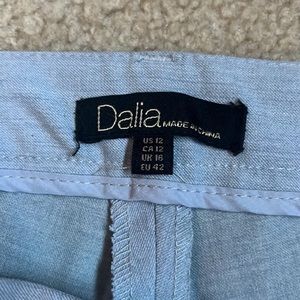 Dalia MADE IN CHINA
US 12
CA 12
UK 16
EU 42